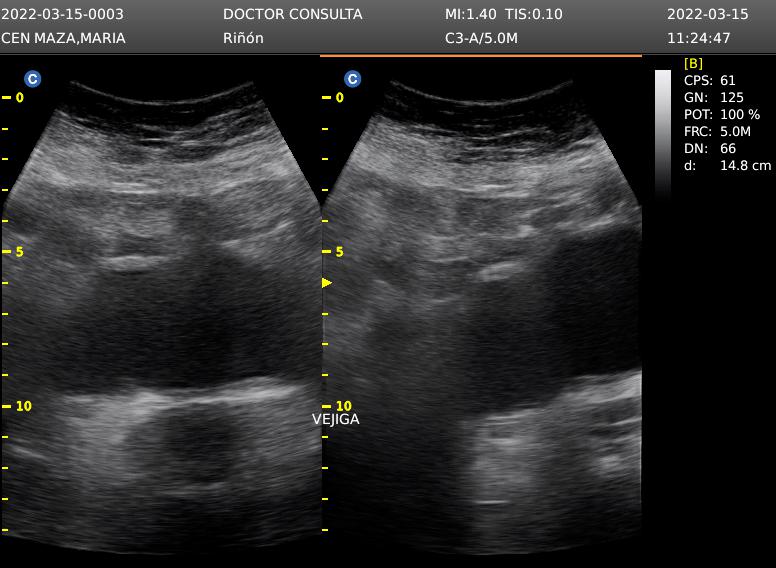 2022-03-15-0003 DOCTOR CONSULTA MI:1.40 TIS:0.10 2022-03-15
CEN MAZA,MARIA Riñón C3-A/5.0M 11:24:47
[B]
C C
CPS: 61
0 0
GN: 125
POT: 100 %
FRC: 5.0M
DN: 66
d: 14.8 cm
5 5
10 10
VEJIGA